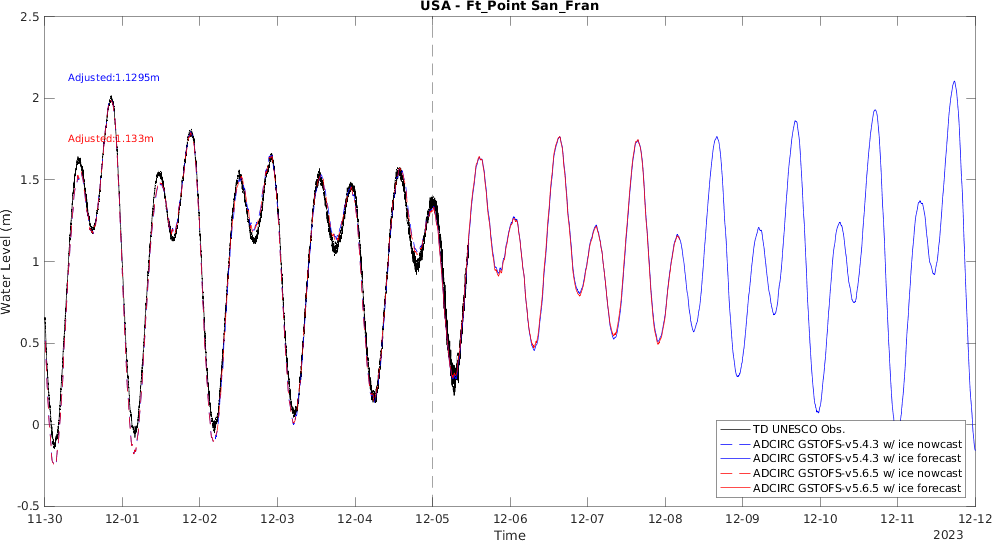 USA - Ft_Point San_Fran
2.5
2
1.5
1
0.5
0
-0.5
Water Level (m)
Adjusted:1.1295m
Adjusted:1.133m
TD UNESCO Obs.
ADCIRC GSTOFS-v5.4.3 w/ ice nowcast
ADCIRC GSTOFS-v5.4.3 w/ ice forecast
ADCIRC GSTOFS-v5.6.5 w/ ice nowcast
ADCIRC GSTOFS-v5.6.5 w/ ice forecast
11-30 12-01 12-02 12-03 12-04 12-05 12-06 12-07 12-08 12-09 12-10 12-11 12-12
Time
2023